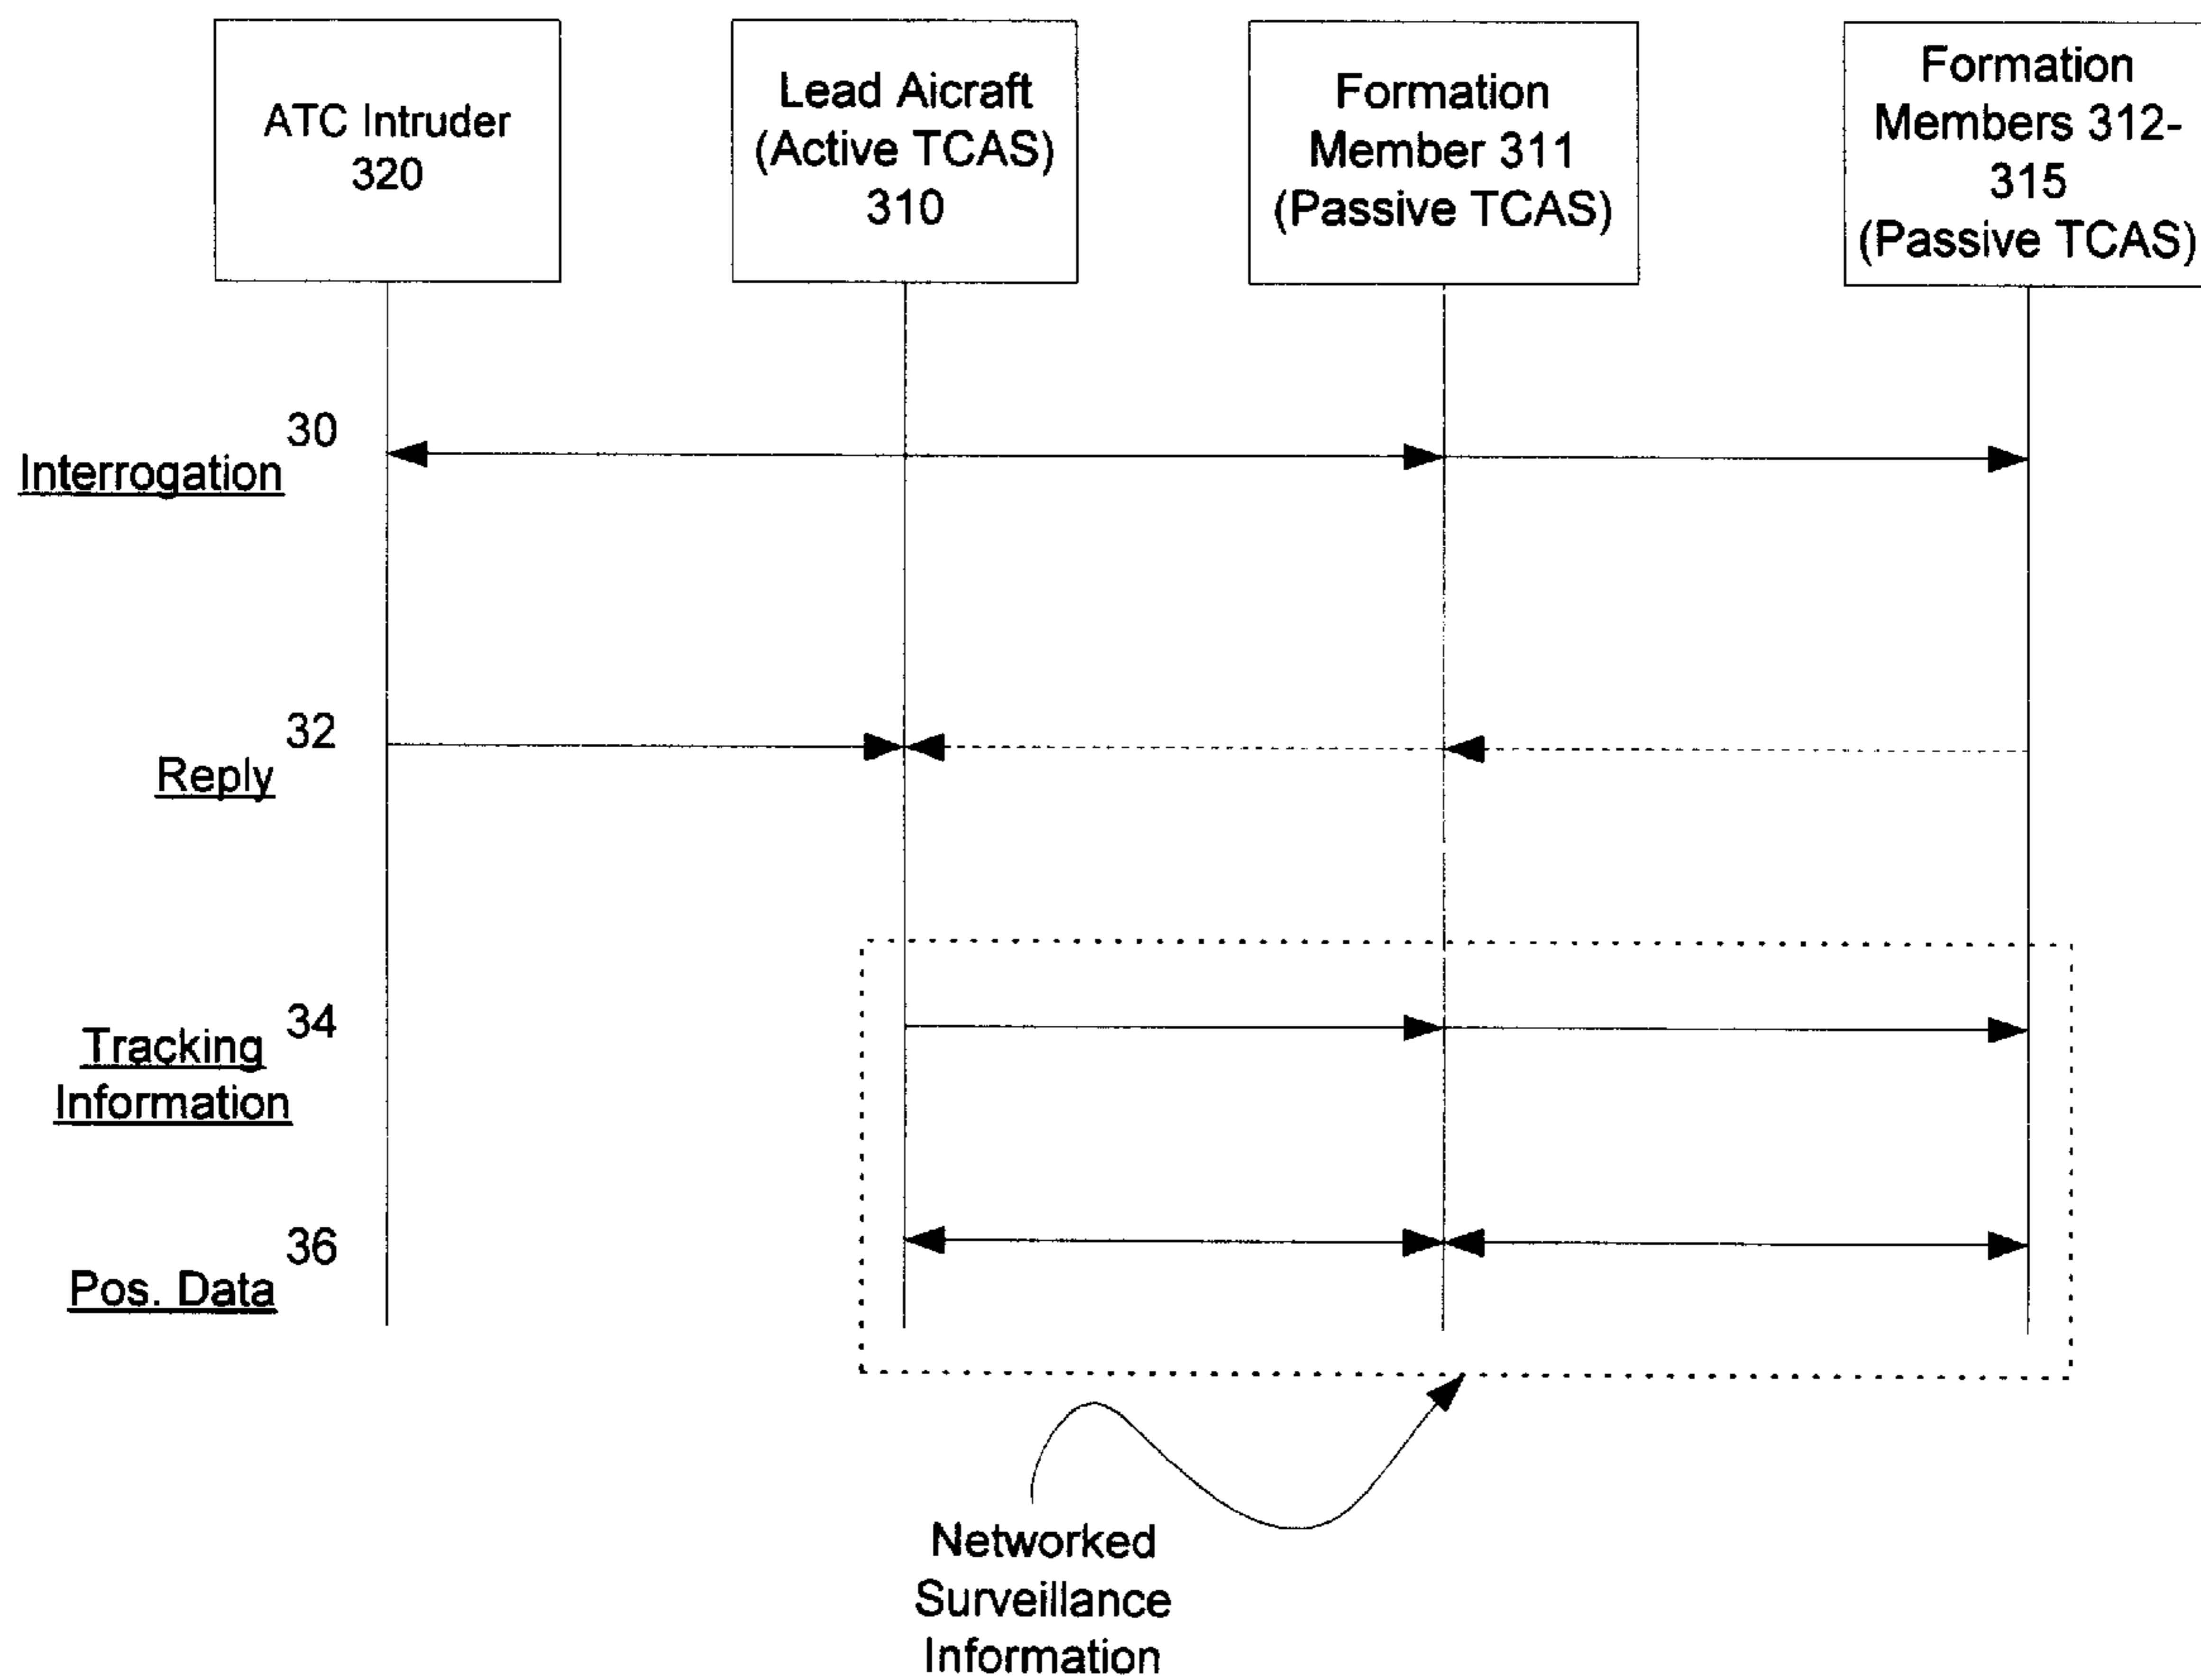 ATC Intruder
320
Lead Aicraft
(Active TCAS)
310
Formation
Member 311
(Passive TCAS)
Formation
Members 312-
315
(Passive TCAS)
30
Interrogation
32
Reply
34
Tracking
Information
36
Pos. Data
Networked
Surveillance
Information